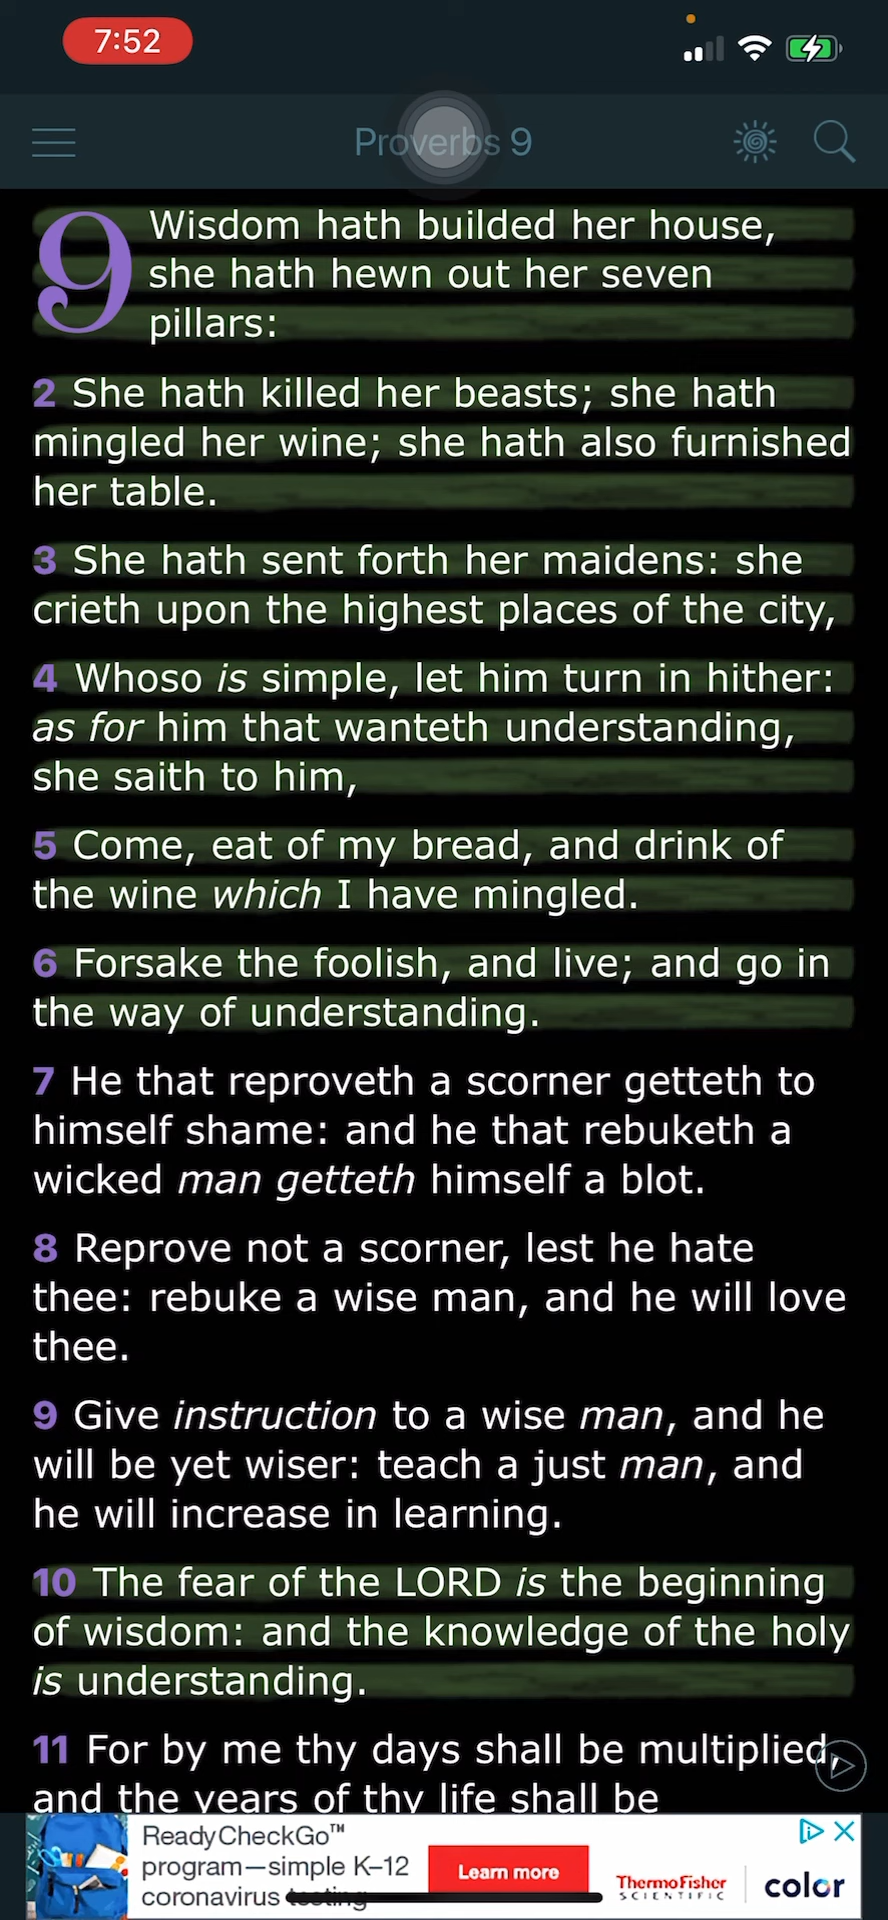 7:52
Proverbs 9
9 Wisdom hath builded her house,
she hath hewn out her seven
pillars:
2 She hath killed her beasts; she hath
mingled her wine; she hath also furnished
her table.
3 She hath sent forth her maidens: she
crieth upon the highest places of the city,
4 Whoso is simple, let him turn in hither:
as for him that wanteth understanding,
she saith to him,
5 Come, eat of my bread, and drink of
the wine which I have mingled.
6 Forsake the foolish, and live; and go in
the way of understanding.
7 He that reproveth a scorner getteth to
himself shame: and he that rebuketh a
wicked man getteth himself a blot.
8 Reprove not a scorner, lest he hate
thee: rebuke a wise man, and he will love
thee.
9 Give instruction to a wise man, and he
will be yet wiser: teach a just man, and
he will increase in learning.
10 The fear of the LORD is the beginning
of wisdom: and the knowledge of the holy
is understanding.
11 For by me thy days shall be multiplied,
and the years of thy life shall be
ReadyCheckGo™
program—simple K–12
coronavirus testing
Learn more
ThermoFisher
SCIENTIFIC
color